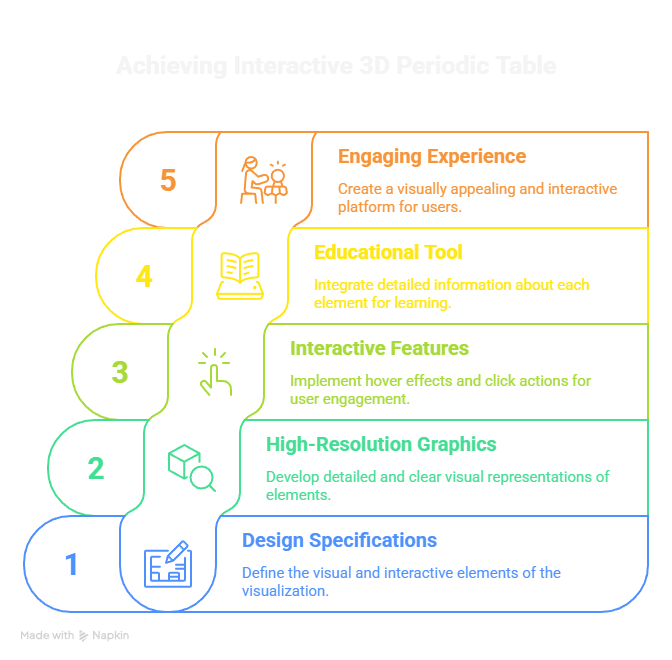 Achieving Interactive 3D Periodic Table
5
Engaging Experience
Create a visually appealing and interactive
platform for users.
4
Educational Tool
Integrate detailed information about each
element for learning.
3
Interactive Features
Implement hover effects and click actions for
user engagement.
2
High-Resolution Graphics
Develop detailed and clear visual representations of
elements.
1
Design Specifications
Define the visual and interactive elements of the
visualization.
Made with Napkin